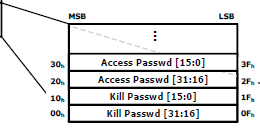 MSB LSB
⋮
30h Access Passwd [15:0] 3Fh
20h Access Passwd [31:16] 2Fh
10h Kill Passwd [15:0] 1Fh
00h Kill Passwd [31:16] 0Fh